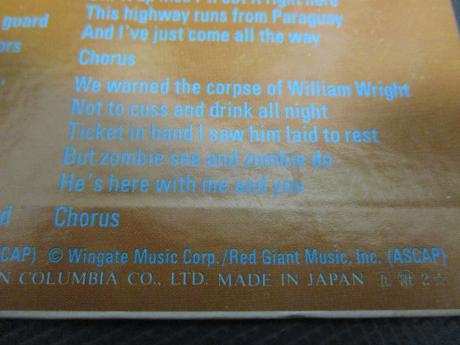 This highway runs from Paraguay
guard And I've just come all the way
ors
Chorus
We warned the corpse of William Wright
Not to cuss and drink all night
Ticket in hand I saw him laid to rest
But zombie see and zombie do
He's here with me and you
d Chorus
CAP) © Wingate Music Corp./Red Giant Music, Inc. (ASCAP)
N COLUMBIA CO., LTD. MADE IN JAPAN